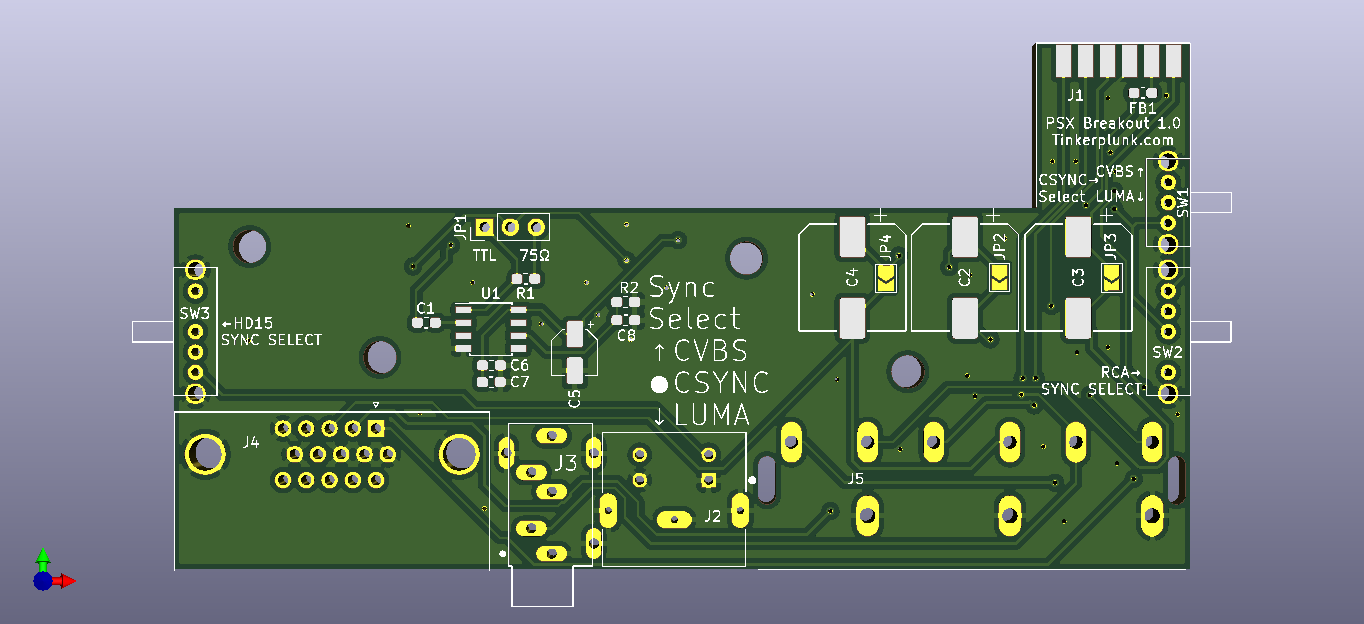 J1
FB1
PSX Breakout 1.0
Tinkerplunk.com
CVBS↑
CSYNC→
Select LUMA↓
SW1
JP1
TTL 75Ω
R1
U1
C1
R2
C8
C6
C7
C5
+
Sync
Select
↑CVBS
●CSYNC
↓LUMA
+
C4
JP4
+
C2
JP2
+
C3
JP3
SW3
←HD15
SYNC SELECT
SW2
RCA→
SYNC SELECT
J4
J3
J2
J5